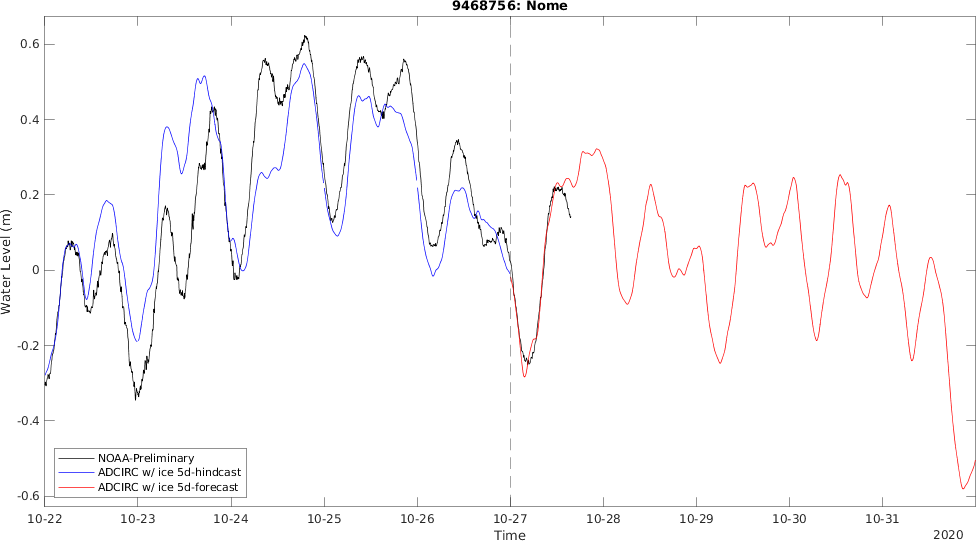 9468756: Nome
Water Level (m)
0.6
0.4
0.2
0
-0.2
-0.4
-0.6
NOAA-Preliminary
ADCIRC w/ ice 5d-hindcast
ADCIRC w/ ice 5d-forecast
10-22 10-23 10-24 10-25 10-26 10-27 10-28 10-29 10-30 10-31
Time
2020